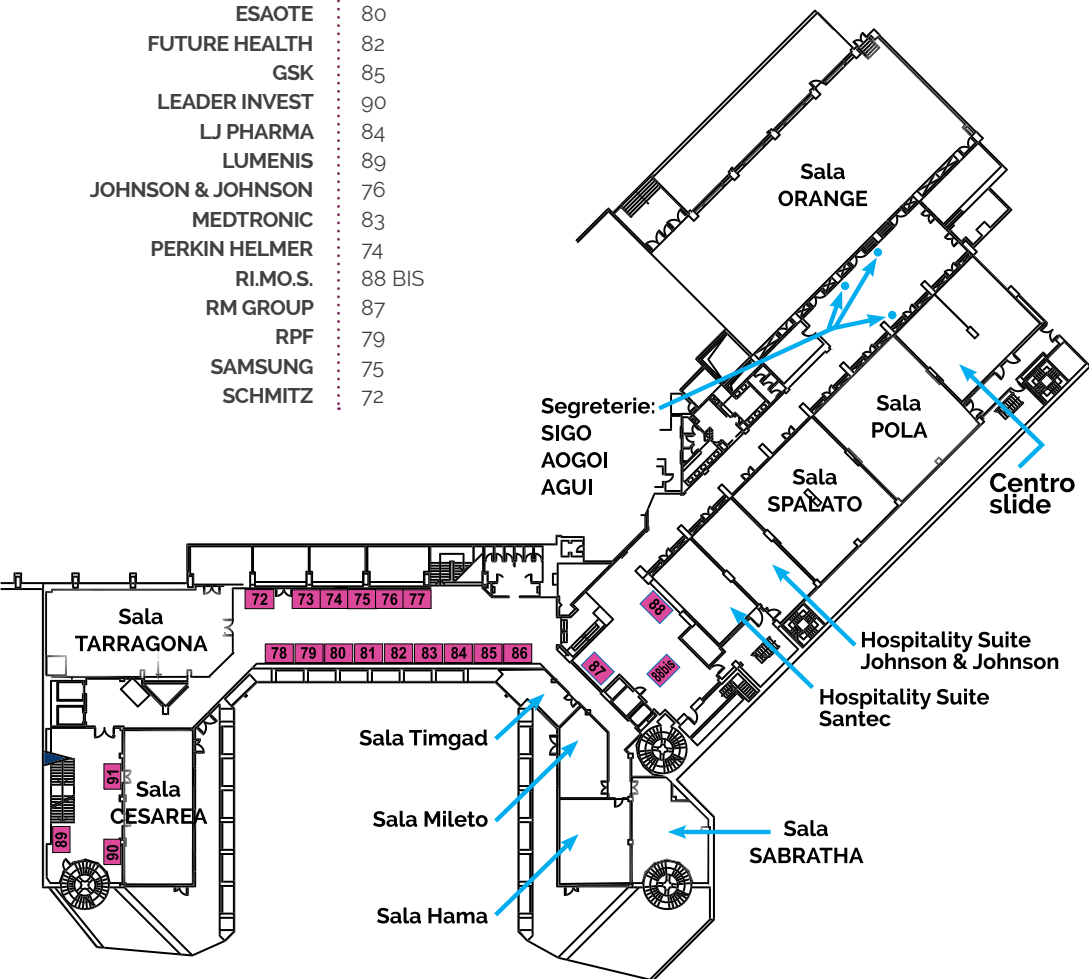 ESAOTE 80
FUTURE HEALTH 82
GSK 85
LEADER INVEST 90
LJ PHARMA 84
LUMENIS 89
JOHNSON & JOHNSON 76
MEDTRONIC 83
PERKIN HELMER 74
RI.MO.S. 88 BIS
RM GROUP 87
RPF 79
SAMSUNG 75
SCHMITZ 72
Sala
ORANGE
Segreterie:
SIGO
AOGOI
AGUI
Sala
POLA
Centro
slide
Sala
SPALATO
72 73 74 75 76 77
88
Sala
TARRAGONA
78 79 80 81 82 83 84 85 86
87
88bis
Hospitality Suite
Johnson & Johnson
Hospitality Suite
Santec
Sala Timgad
91
Sala
CESAREA
89
90
Sala Mileto
Sala
SABRATHA
Sala Hama